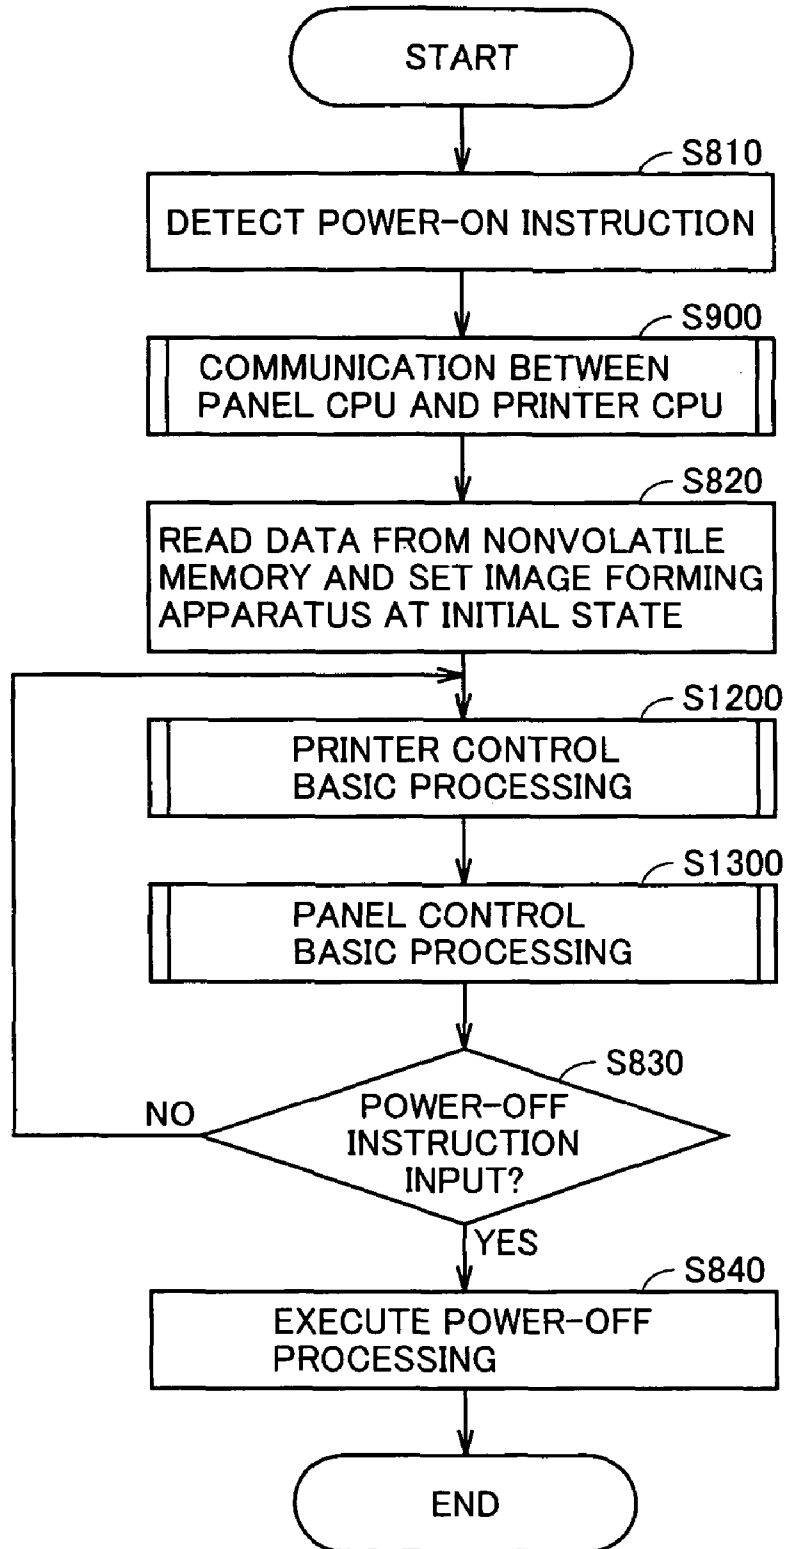 START
S810
DETECT POWER-ON INSTRUCTION
S900
COMMUNICATION BETWEEN
PANEL CPU AND PRINTER CPU
S820
READ DATA FROM NONVOLATILE
MEMORY AND SET IMAGE FORMING
APPARATUS AT INITIAL STATE
S1200
PRINTER CONTROL
BASIC PROCESSING
S1300
PANEL CONTROL
BASIC PROCESSING
S830
POWER-OFF
INSTRUCTION
INPUT?
NO
YES
S840
EXECUTE POWER-OFF
PROCESSING
END